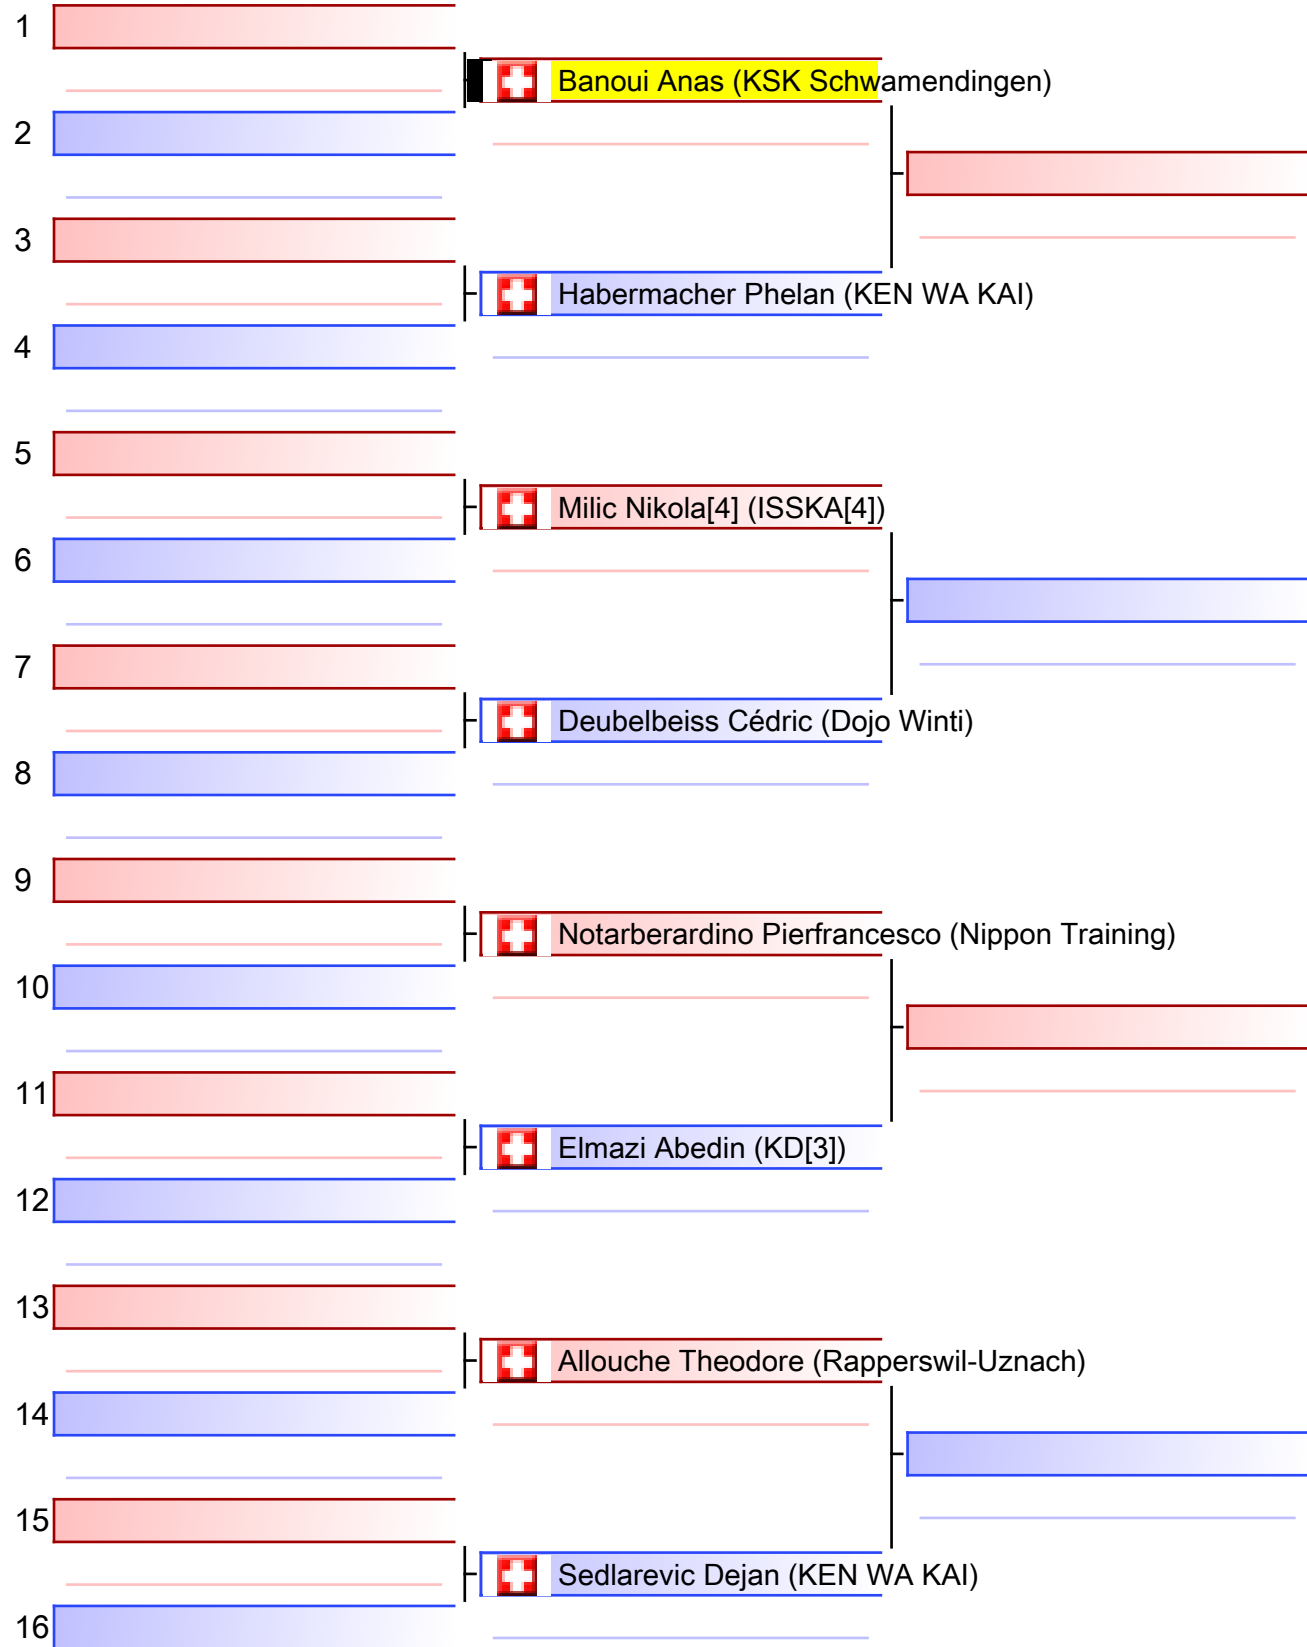 1
Banoui Anas (KSK Schwamendingen)
2
3
Habermacher Phelan (KEN WA KAI)
4
5
Milic Nikola[4] (ISSKA[4])
6
7
Deubelbeiss Cédric (Dojo Winti)
8
9
Notarberardino Pierfrancesco (Nippon Training)
10
11
Elmazi Abedin (KD[3])
12
13
Allouche Theodore (Rapperswil-Uznach)
14
15
Sedlarevic Dejan (KEN WA KAI)
16